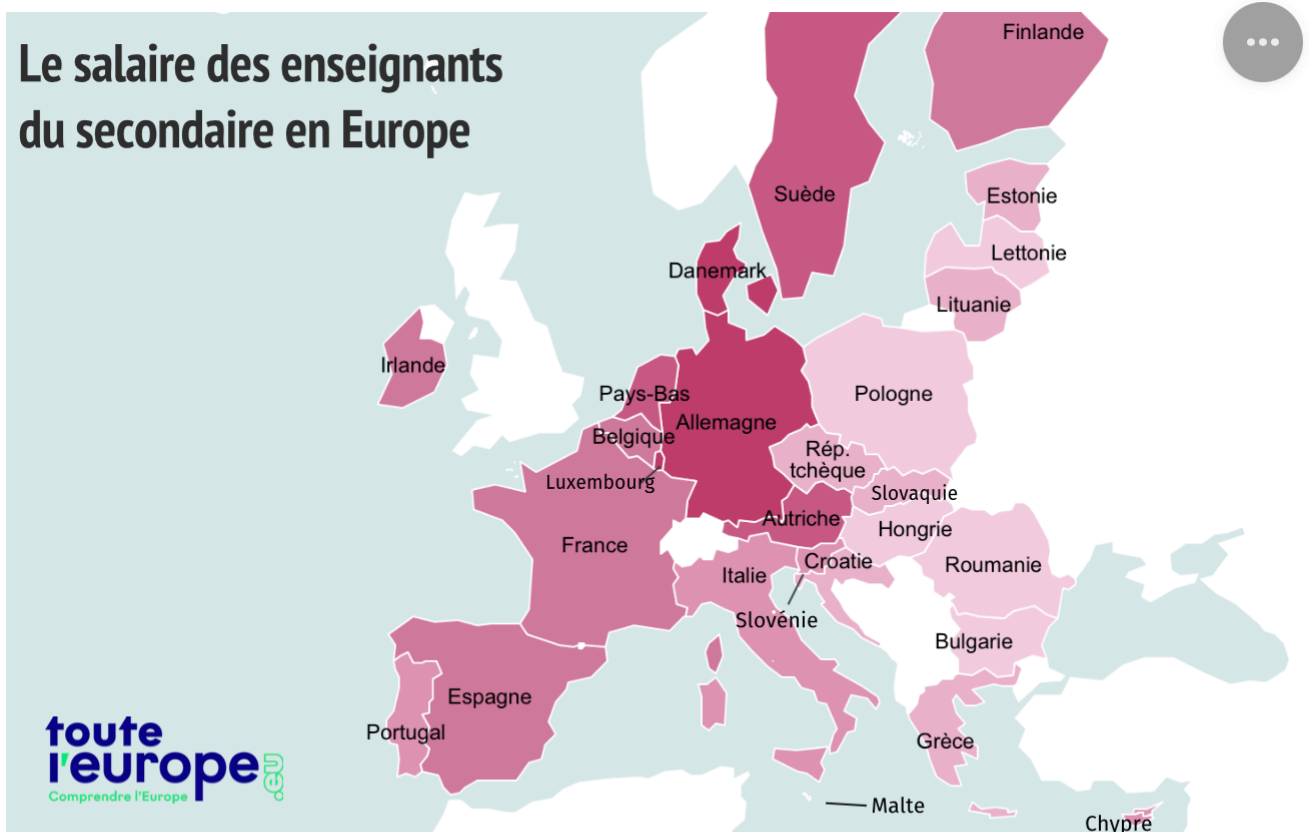 Le salaire des enseignants
du secondaire en Europe
Finlande
Suède
Estonie
Lettonie
Danemark
Lituanie
Irlande
Pays-Bas
Pologne
Allemagne
Belgique
Rép.
tchèque
Luxembourg
Slovaquie
Autriche
Hongrie
France
Croatie
Roumanie
Italie
Slovénie
Bulgarie
Espagne
Portugal
Grèce
toute
l'europe.eu
Comprendre l'Europe
Malte
Chypre